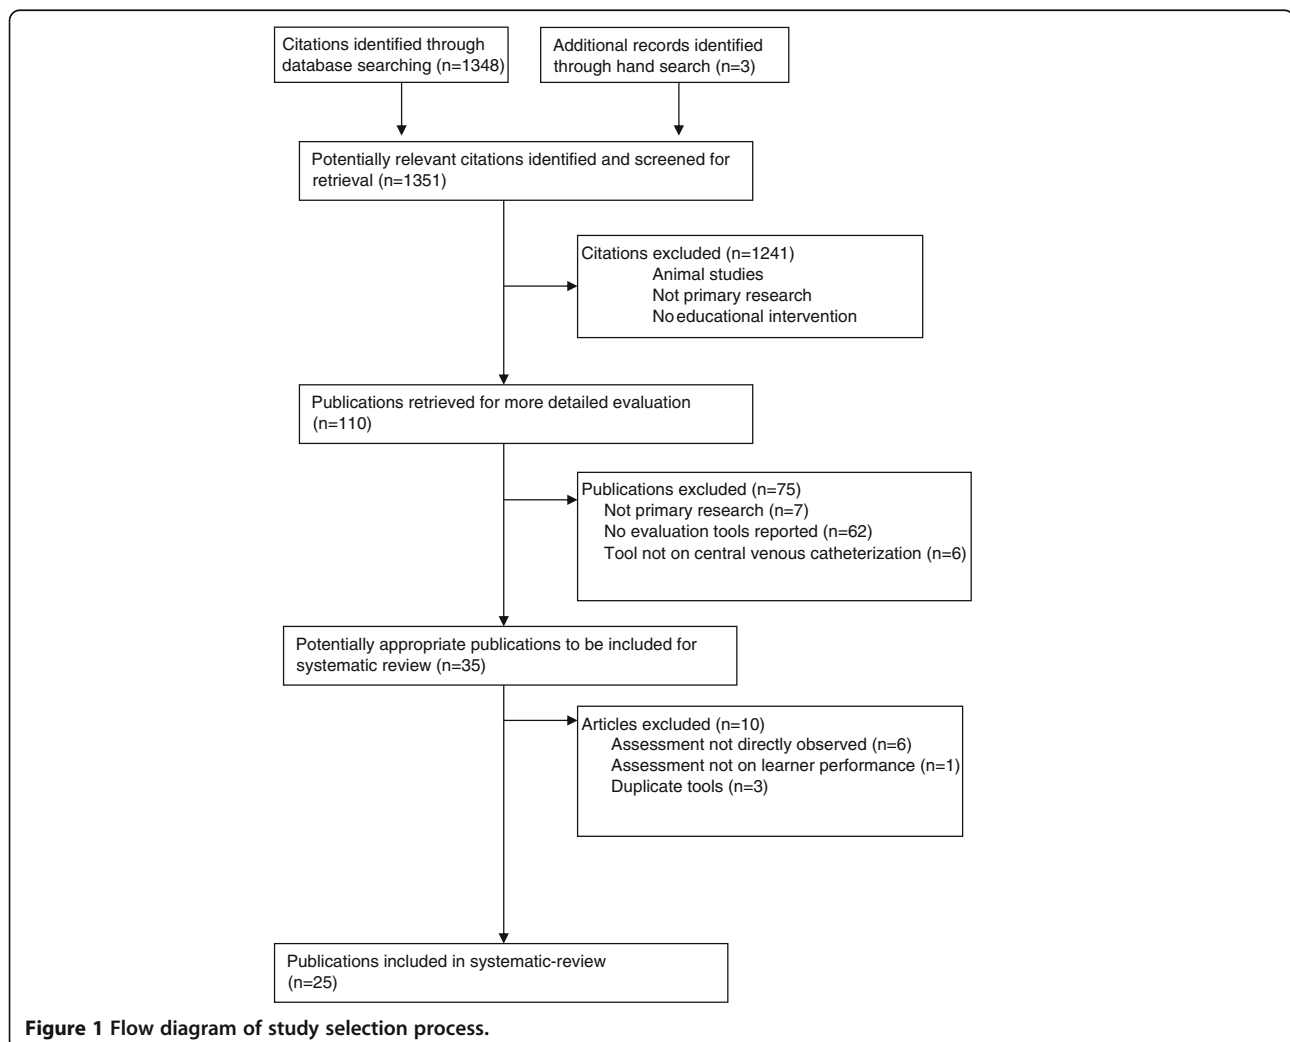 Citations identified through
database searching (n=1348)
Additional records identified
through hand search (n=3)
Potentially relevant citations identified and screened for
retrieval (n=1351)
Citations excluded (n=1241)
Animal studies
Not primary research
No educational intervention
Publications retrieved for more detailed evaluation
(n=110)
Publications excluded (n=75)
Not primary research (n=7)
No evaluation tools reported (n=62)
Tool not on central venous catheterization (n=6)
Potentially appropriate publications to be included for
systematic review (n=35)
Articles excluded (n=10)
Assessment not directly observed (n=6)
Assessment not on learner performance (n=1)
Duplicate tools (n=3)
Publications included in systematic-review
(n=25)
Figure 1 Flow diagram of study selection process.